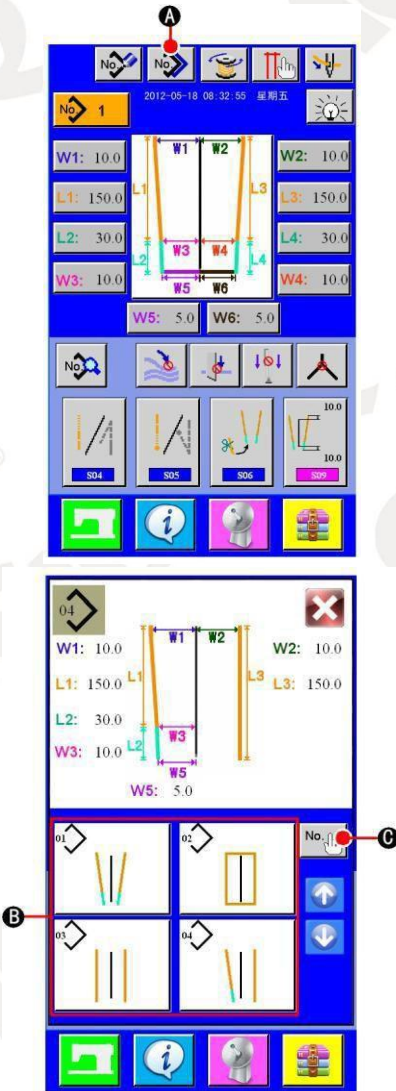 A
No. No.
2012-05-18 08:32:55 星期五
No. 1
W1: 10.0
L1: 150.0
L2: 30.0
W3: 10.0
W1 W2
L1 L3
W3 W4
L2 L4
W5 W6
W2: 10.0
L3: 150.0
L4: 30.0
W4: 10.0
W5: 5.0 W6: 5.0
No.
10.0
10.0
S04 S05 S06 S09
i
04
W1: 10.0
L1: 150.0
L2: 30.0
W3: 10.0
W1 W2
L1 L3
W3
L2
W5
W5: 5.0
W2: 10.0
L3: 150.0
01 02
03 04
No.
B
C
i